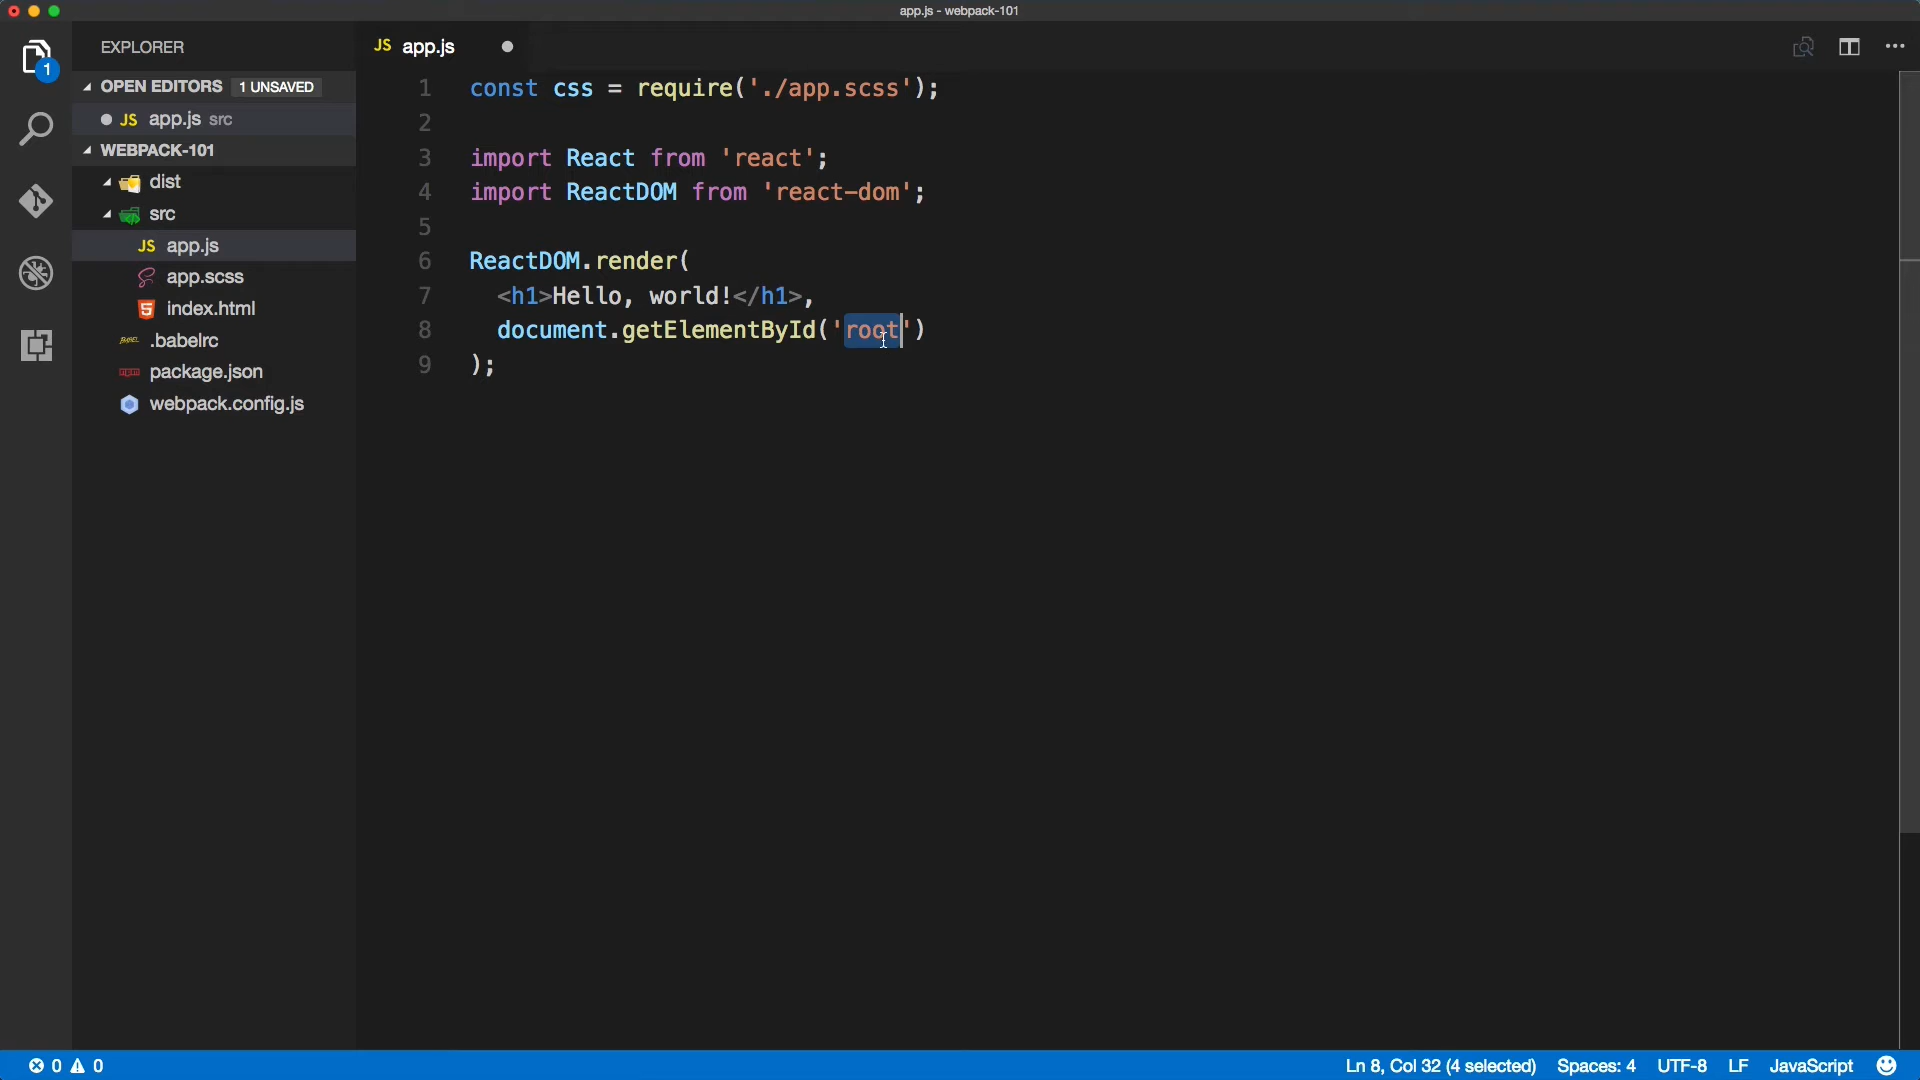 app.js - webpack-101
EXPLORER
OPEN EDITORS 1 UNSAVED
JS app.js src
WEBPACK-101
dist
src
JS app.js
app.scss
5 index.html
.babelrc
package.json
webpack.config.js
1
JS app.js
1 const css = require('./app.scss');
2
3 import React from 'react';
4 import ReactDOM from 'react-dom';
5
6 ReactDOM.render(
7 <h1>Hello, world!</h1>,
8 document.getElementById('root')
9 );
0 0
Ln 8, Col 32 (4 selected) Spaces: 4 UTF-8 LF JavaScript